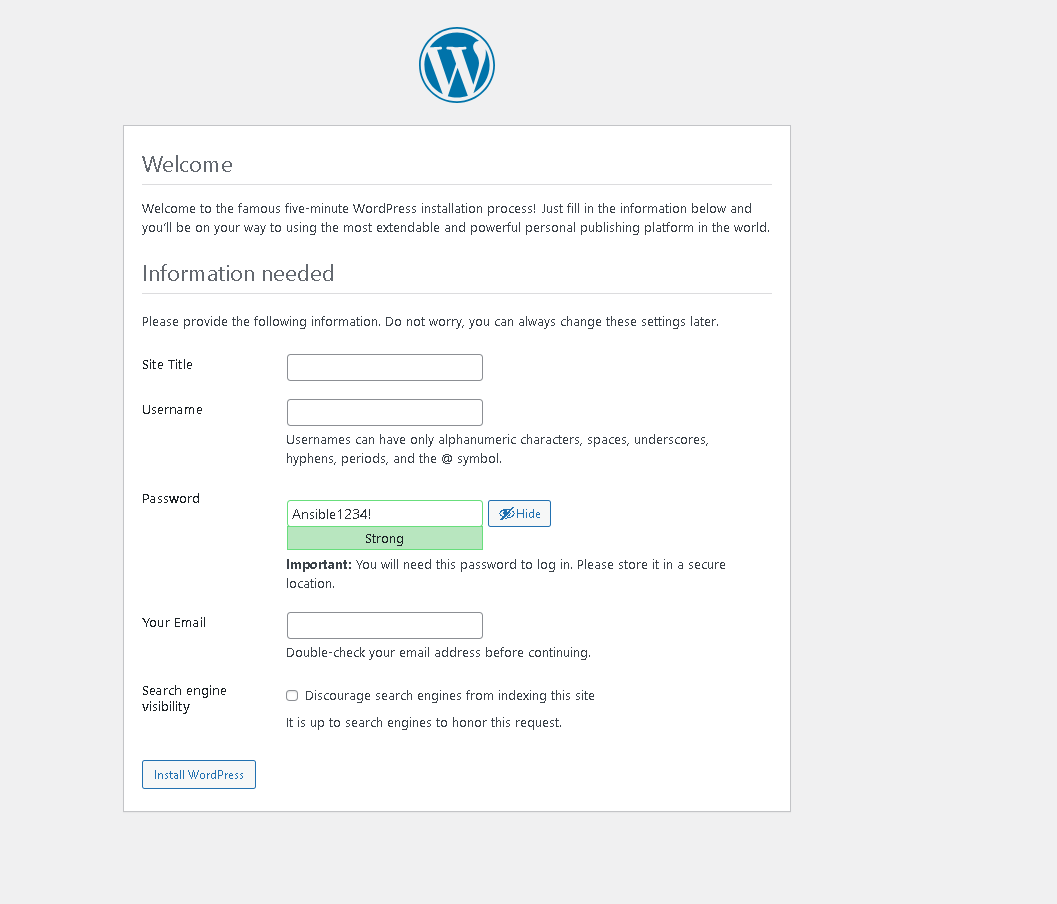 Welcome
Welcome to the famous five-minute WordPress installation process! Just fill in the information below and
you'll be on your way to using the most extendable and powerful personal publishing platform in the world.
Information needed
Please provide the following information. Do not worry, you can always change these settings later.
Site Title
Username
Usernames can have only alphanumeric characters, spaces, underscores,
hyphens, periods, and the @ symbol.
Password
Ansible1234!
Hide
Strong
Important: You will need this password to log in. Please store it in a secure
location.
Your Email
Double-check your email address before continuing.
Search engine
visibility
Discourage search engines from indexing this site
It is up to search engines to honor this request.
Install WordPress